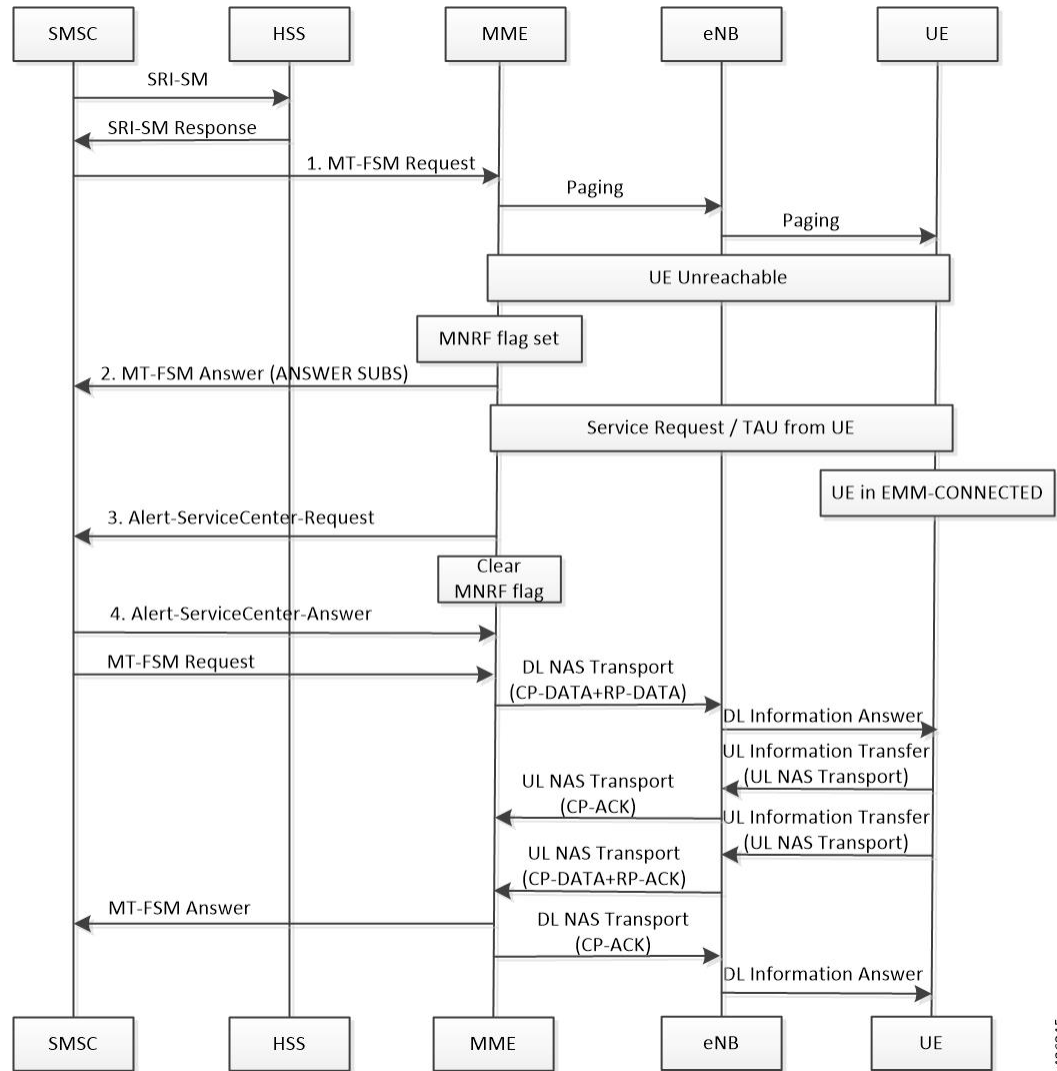 SMSC
HSS
MME
eNB
UE
SRI-SM
SRI-SM Response
1. MT-FSM Request
Paging
Paging
UE Unreachable
MNRF flag set
2. MT-FSM Answer (ANSWER SUBS)
Service Request / TAU from UE
UE in EMM-CONNECTED
3. Alert-ServiceCenter-Request
Clear
MNRF flag
4. Alert-ServiceCenter-Answer
MT-FSM Request
DL NAS Transport
(CP-DATA+RP-DATA)
DL Information Answer
UL Information Transfer
(UL NAS Transport)
UL NAS Transport
(CP-ACK)
UL Information Transfer
(UL NAS Transport)
UL NAS Transport
(CP-DATA+RP-ACK)
MT-FSM Answer
DL NAS Transport
(CP-ACK)
DL Information Answer
SMSC
HSS
MME
eNB
UE